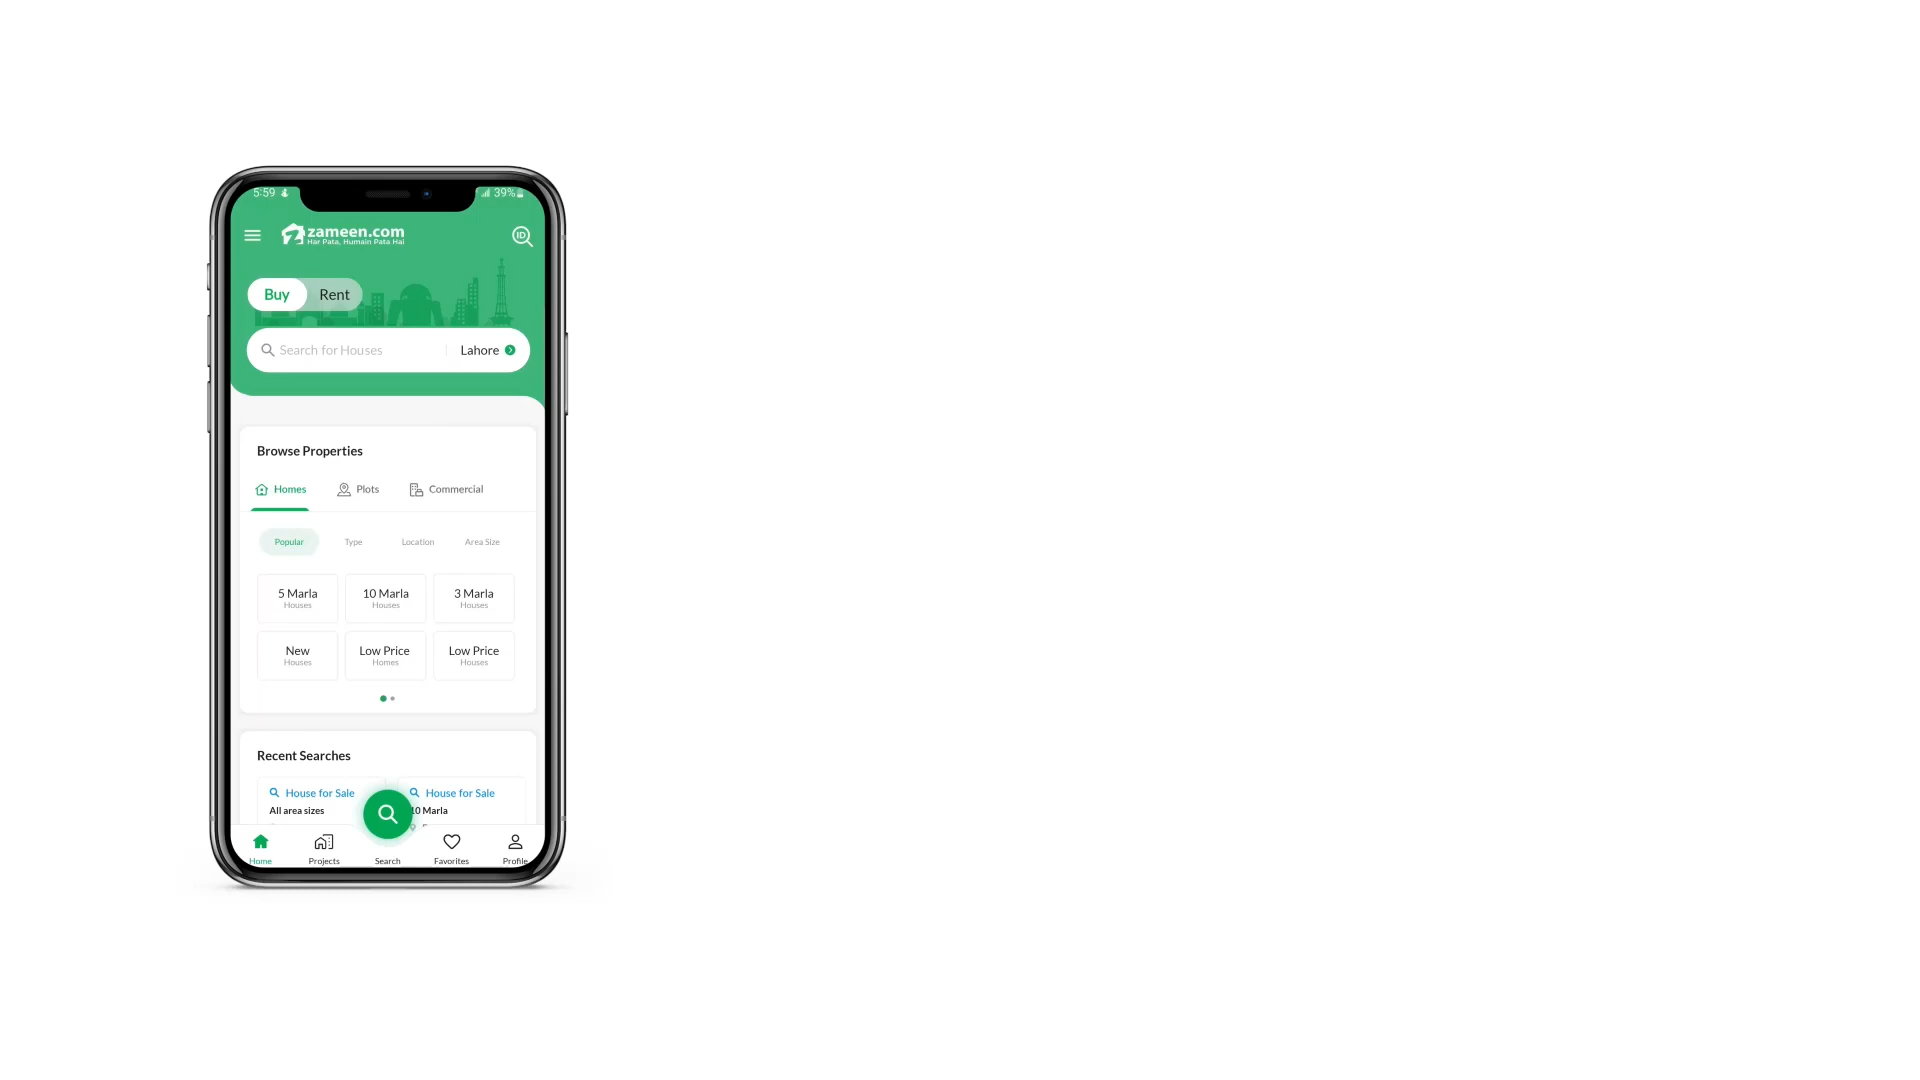 5:59
39%
zameen.com
Har Pata, Humain Pata Hai
ID
Buy Rent
Search for Houses Lahore
Browse Properties
Homes Plots Commercial
Popular Type Location Area Size
5 Marla 10 Marla 3 Marla
Houses Houses Houses
New Low Price Low Price
Houses Homes Houses
Recent Searches
House for Sale House for Sale
All area sizes 10 Marla
Home Projects Search Favorites Profile